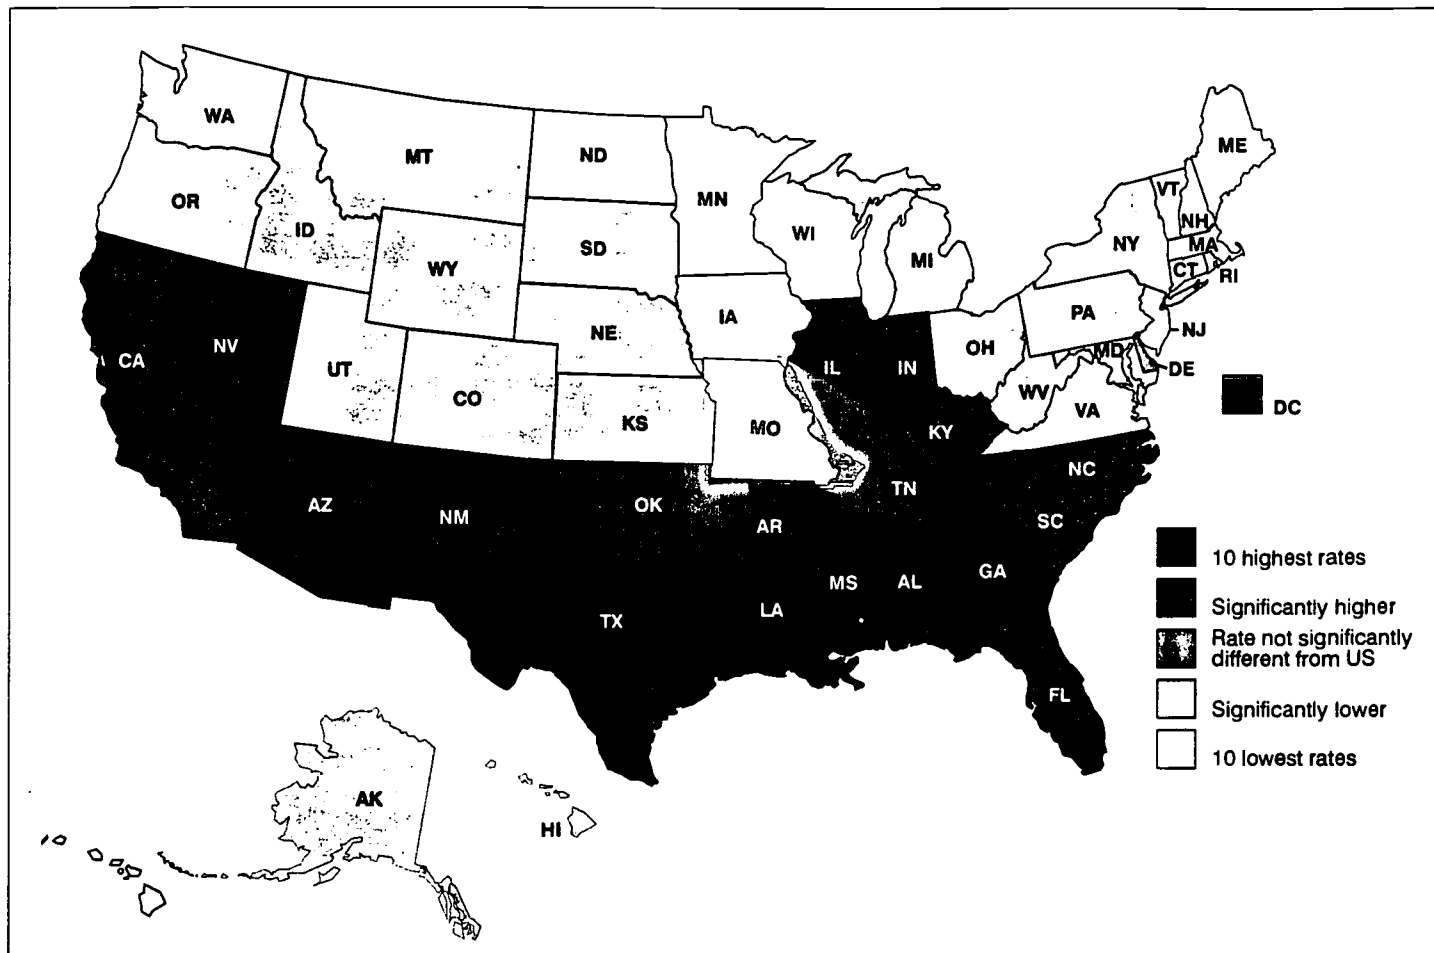 WA
MT
ND
MN
ME
VT
NH
OR
ID
SD
WI
MI
NY
MA
CT
RI
WY
NE
IA
PA
NJ
CA
NV
UT
CO
KS
MO
IL
IN
OH
WV
MD
DE
VA
DC
KY
AZ
NM
OK
AR
TN
NC
SC
MS
AL
GA
TX
LA
FL
AK
HI
10 highest rates
Significantly higher
Rate not significantly
different from US
Significantly lower
10 lowest rates